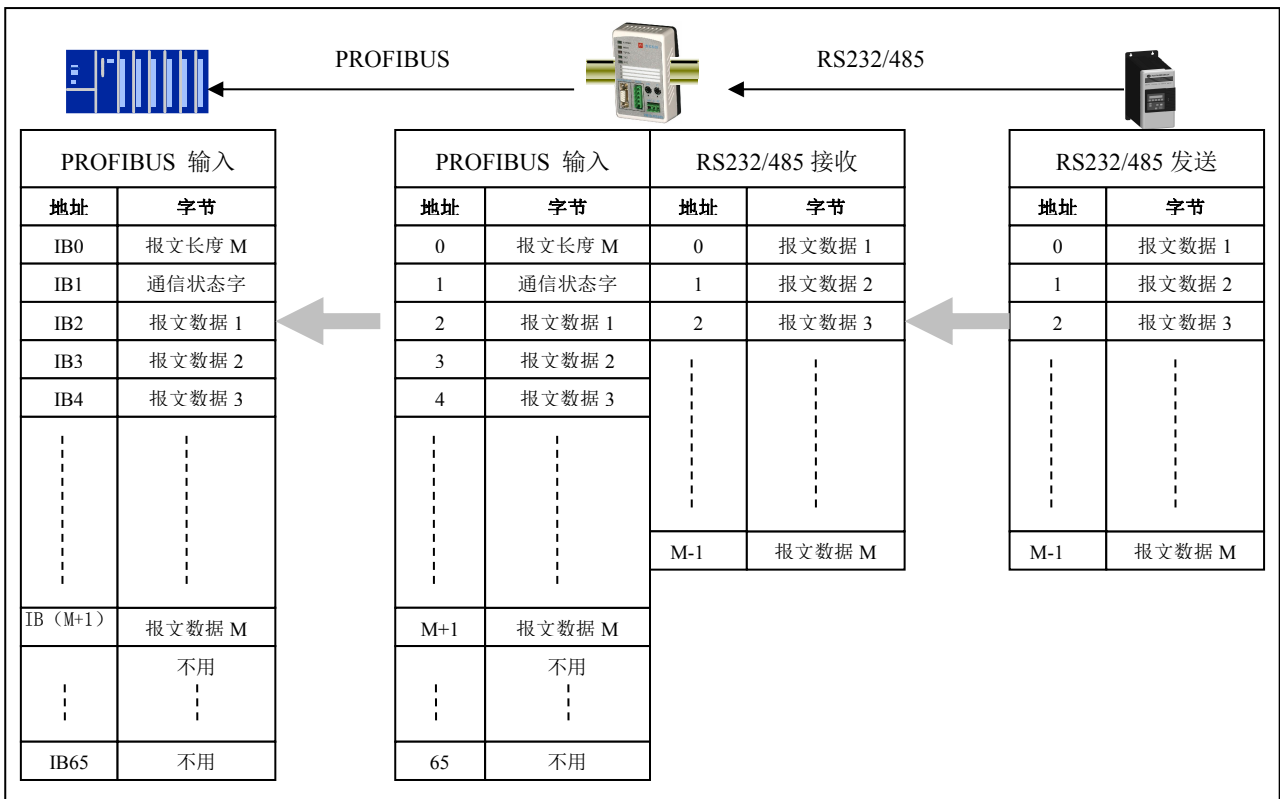 PROFIBUS
RS232/485
PROFIBUS 输入
地址 字节
IB0 报文长度 M
IB1 通信状态字
IB2 报文数据 1
IB3 报文数据 2
IB4 报文数据 3
IB（M+1） 报文数据 M
不用
IB65 不用
PROFIBUS 输入 RS232/485 接收
地址 字节 地址 字节
0 报文长度 M 0 报文数据 1
1 通信状态字 1 报文数据 2
2 报文数据 1 2 报文数据 3
3 报文数据 2
4 报文数据 3
M-1 报文数据 M
M+1 报文数据 M
不用
65 不用
RS232/485 发送
地址 字节
0 报文数据 1
1 报文数据 2
2 报文数据 3
M-1 报文数据 M